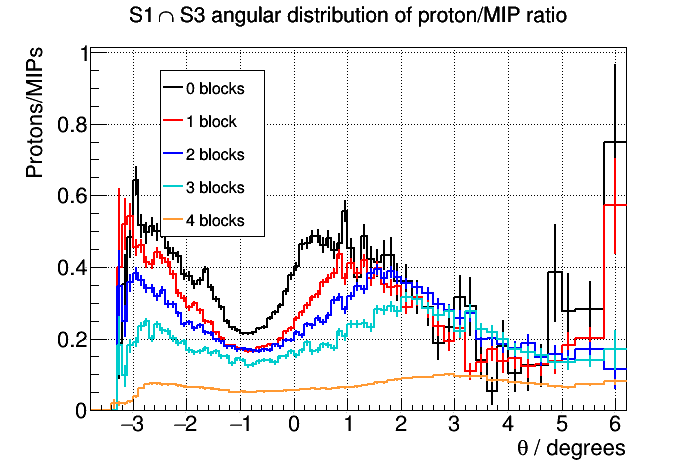 S1 ∩ S3 angular distribution of proton/MIP ratio
Protons/MIPs
1
0.8
0.6
0.4
0.2
0
0 blocks
1 block
2 blocks
3 blocks
4 blocks
−3 −2 −1 0 1 2 3 4 5 6
θ / degrees